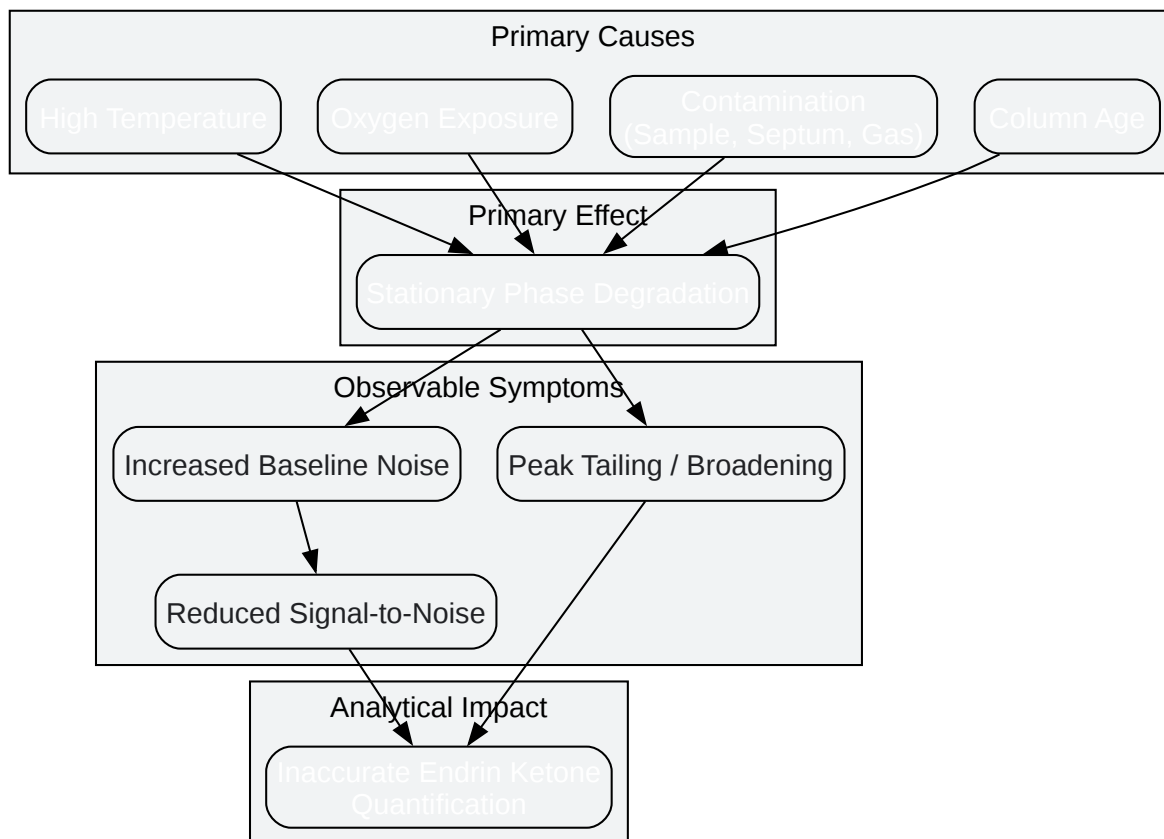 Primary Causes
High Temperature
Oxygen Exposure
Contamination
(Sample, Septum, Gas)
Column Age
Primary Effect
Stationary Phase Degradation
Observable Symptoms
Increased Baseline Noise
Peak Tailing / Broadening
Reduced Signal-to-Noise
Analytical Impact
Inaccurate Endrin Ketone
Quantification